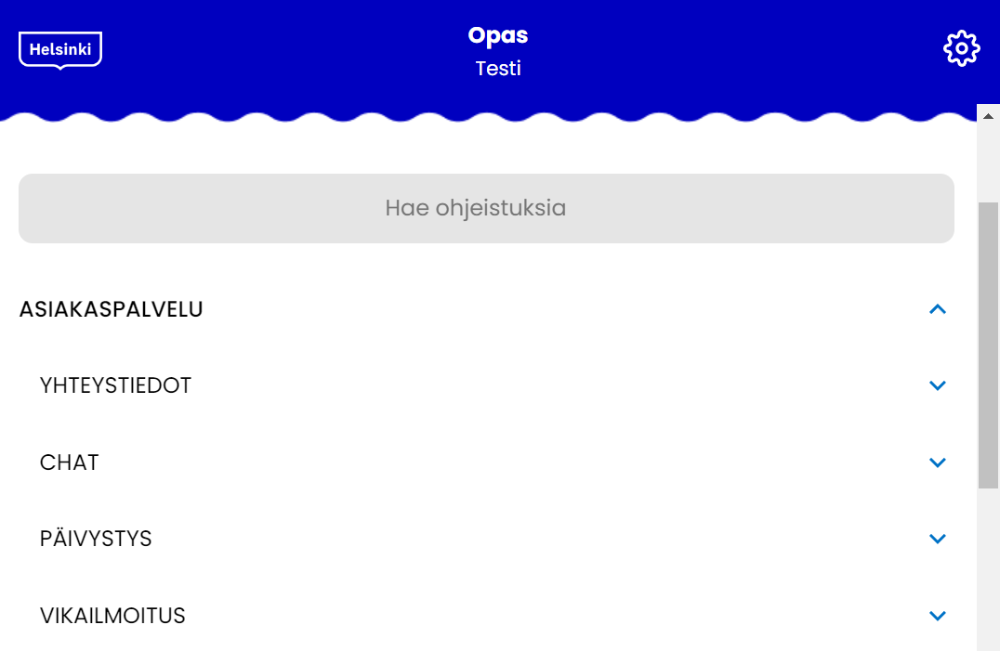 Helsinki
Opas
Testi
Hae ohjeistuksia
ASIAKASPALVELU
YHTEYSTIEDOT
CHAT
PÄIVYSTYS
VIKAILMOITUS